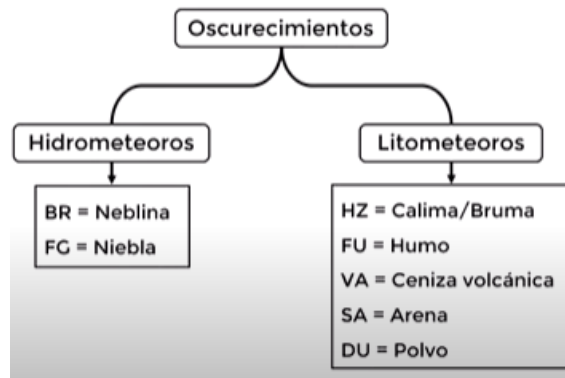 Oscurecimientos
Hidrometeoros
BR = Neblina
FG = Niebla
Litometeoros
HZ = Calima/Bruma
FU = Humo
VA = Ceniza volcánica
SA = Arena
DU = Polvo